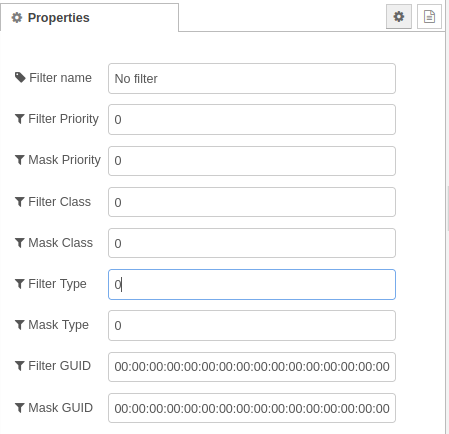 Properties
Filter name No filter
Filter Priority 0
Mask Priority 0
Filter Class 0
Mask Class 0
Filter Type 0
Mask Type 0
Filter GUID 00:00:00:00:00:00:00:00:00:00:00:00:00:00:00:00
Mask GUID 00:00:00:00:00:00:00:00:00:00:00:00:00:00:00:00